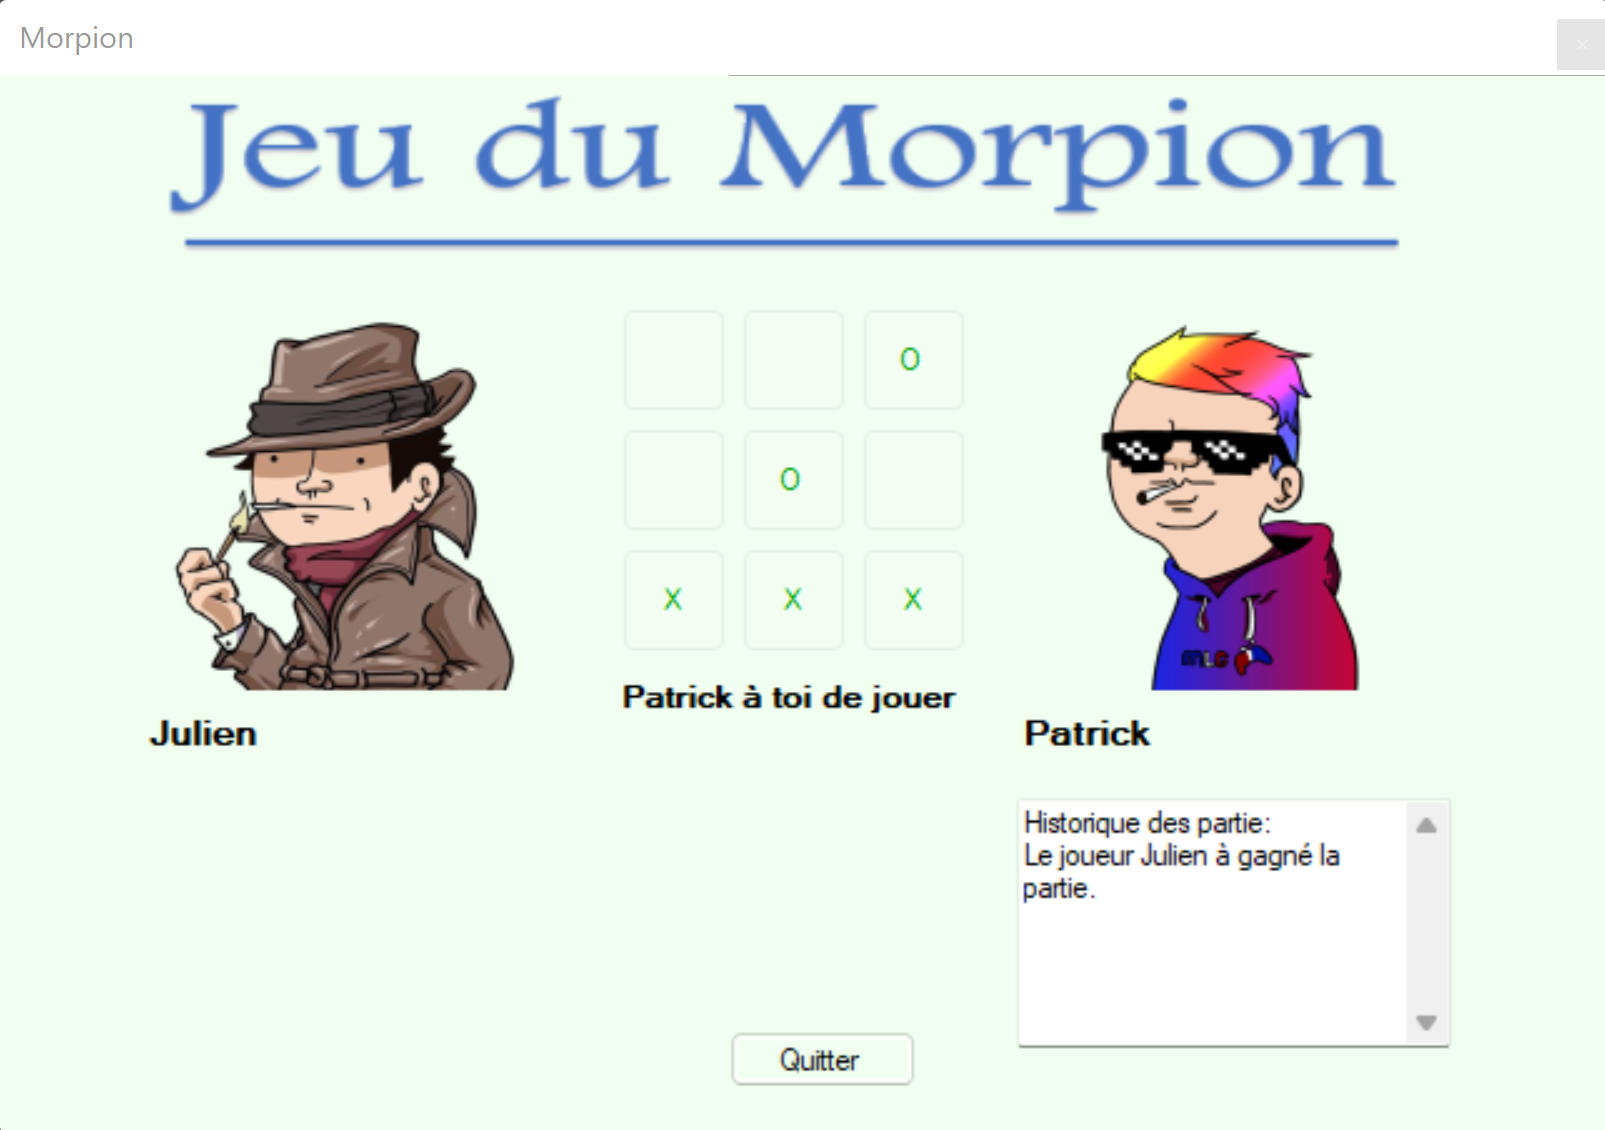 Morpion
Jeu du Morpion
O
O
X X X
Patrick à toi de jouer
Julien
Patrick
MLG
Historique des partie:
Le joueur Julien à gagné la
partie.
Quitter